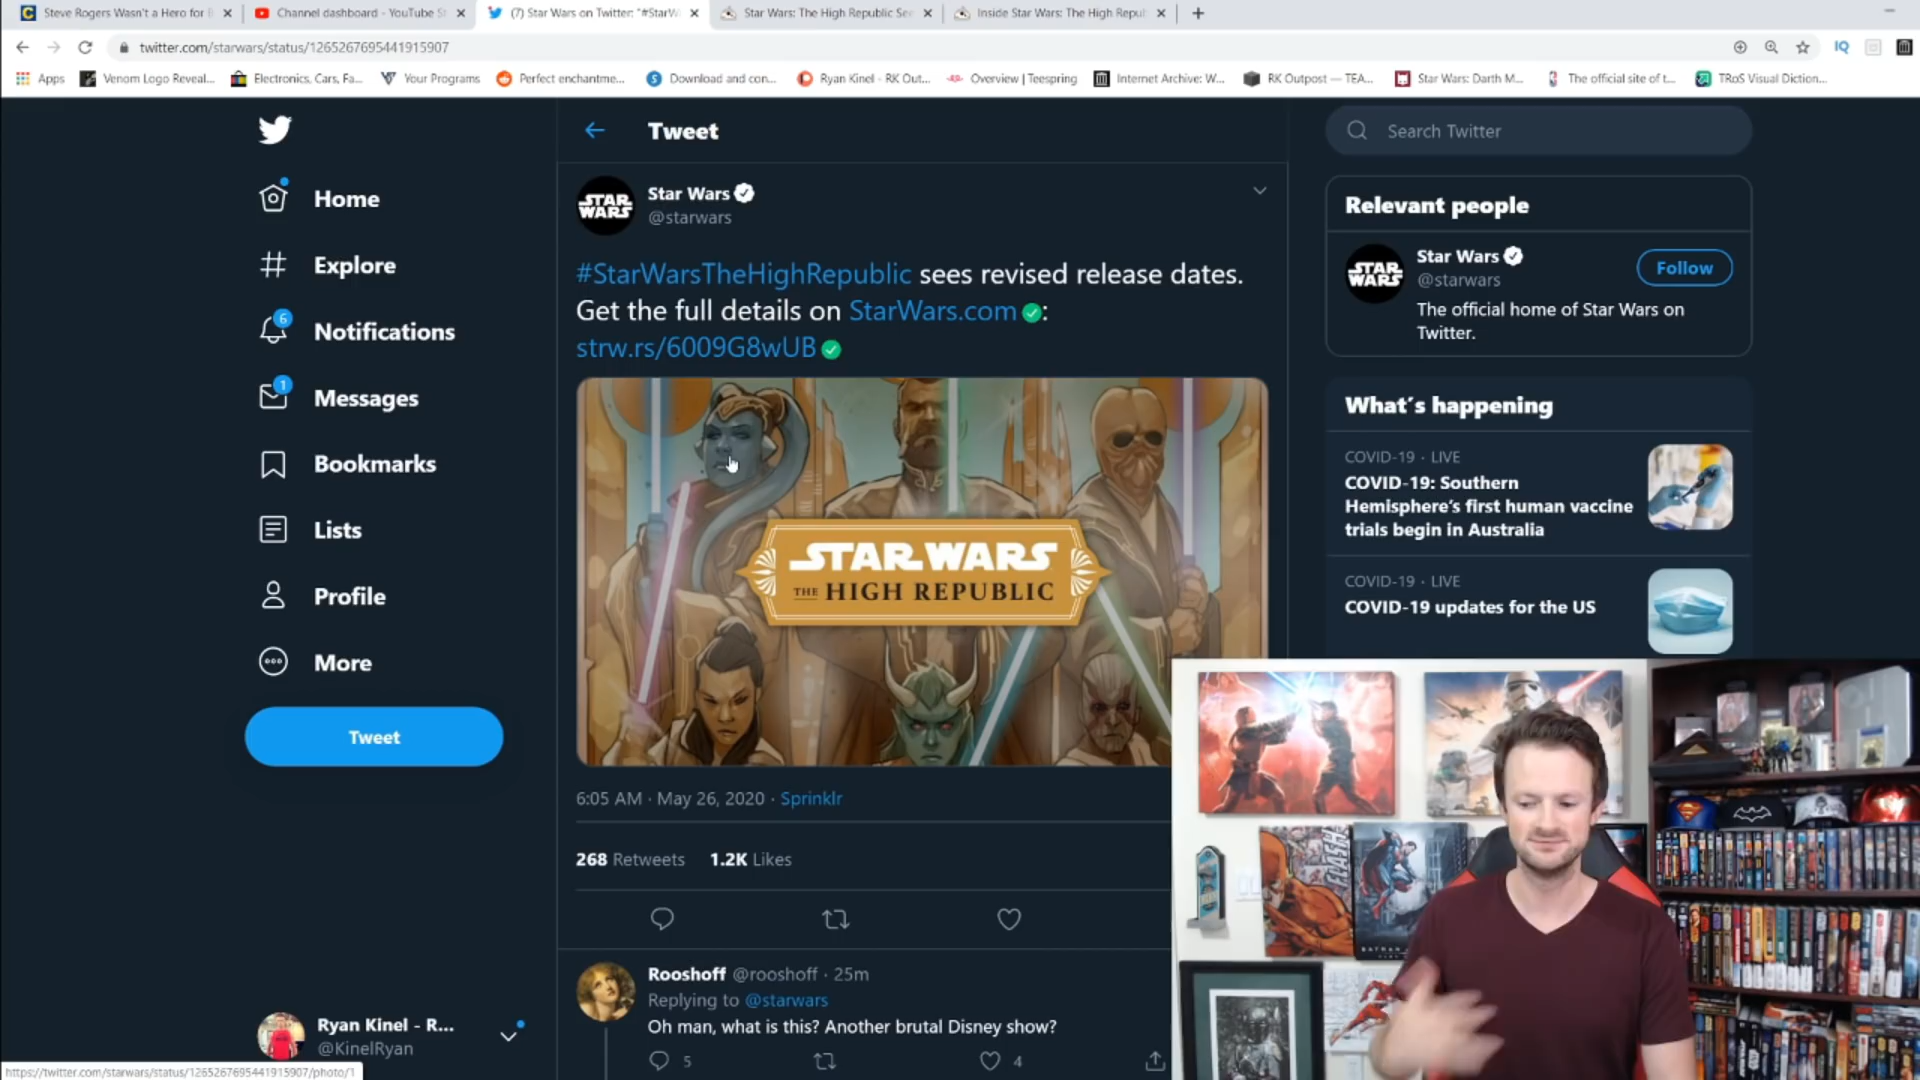 Steve Rogers Wasn't a Hero for
Channel dashboard - YouTube St
(7) Star Wars on Twitter: "#StarW
Star Wars: The High Republic See
Inside Star Wars: The High Repub
twitter.com/starwars/status/1265267695441915907
IQ
Apps
Venom Logo Reveal...
Electronics, Cars, Fa...
Your Programs
Perfect enchantme...
Download and con...
Ryan Kinel - RK Out...
Overview | Teespring
Internet Archive: W...
RK Outpost — TEA...
Star Wars: Darth M...
The official site of t...
TRoS Visual Diction...
Home
Explore
6
Notifications
1
Messages
Bookmarks
Lists
Profile
More
Tweet
Ryan Kinel - R...
@KinelRyan
https://twitter.com/starwars/status/1265267695441915907/photo/1
Tweet
STAR WARS
Star Wars
@starwars
#StarWarsTheHighRepublic sees revised release dates.
Get the full details on StarWars.com:
strw.rs/6009G8wUB
STAR WARS
THE HIGH REPUBLIC
6:05 AM · May 26, 2020 · Sprinklr
268 Retweets 1.2K Likes
Rooshoff @rooshoff · 25m
Replying to @starwars
Oh man, what is this? Another brutal Disney show?
5
4
Search Twitter
Relevant people
STAR WARS
Star Wars
@starwars
Follow
The official home of Star Wars on
Twitter.
What's happening
COVID-19 · LIVE
COVID-19: Southern
Hemisphere's first human vaccine
trials begin in Australia
COVID-19 · LIVE
COVID-19 updates for the US
FLASH